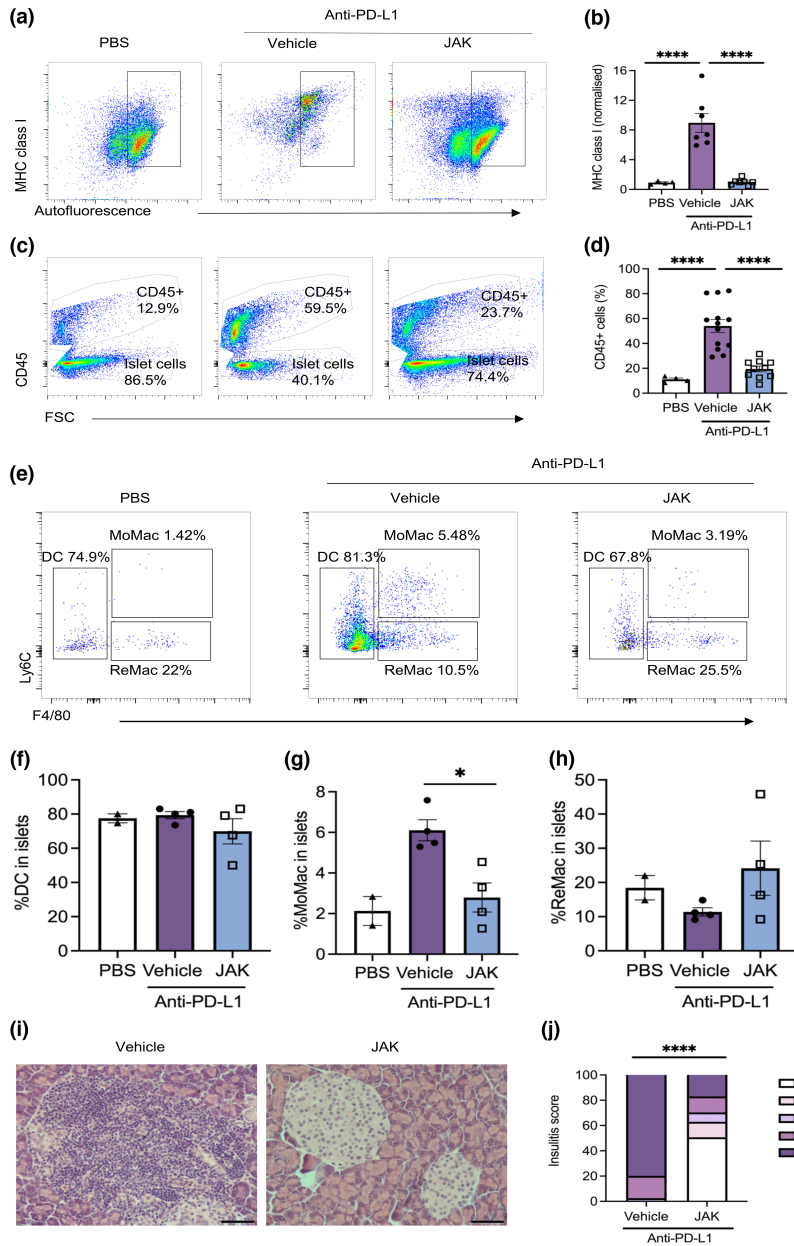 (a)
Anti-PD-L1
PBS
Vehicle
JAK
MHC class I
Autofluorescence
(b)
****
****
MHC class I (normalised)
16
12
8
4
0
PBS Vehicle JAK
Anti-PD-L1
(c)
CD45+
12.9%
Islet cells
86.5%
CD45+
59.5%
Islet cells
40.1%
CD45+
23.7%
Islet cells
74.4%
CD45
FSC
(d)
****
****
CD45+ cells (%)
100
80
60
40
20
0
PBS Vehicle JAK
Anti-PD-L1
(e)
Anti-PD-L1
PBS
Vehicle
JAK
MoMac 1.42%
DC 74.9%
ReMac 22%
MoMac 5.48%
DC 81.3%
ReMac 10.5%
MoMac 3.19%
DC 67.8%
ReMac 25.5%
Ly6C
F4/80
(f)
%DC in islets
100
80
60
40
20
0
PBS Vehicle JAK
Anti-PD-L1
(g)
*
%MoMac in islets
8
6
4
2
0
PBS Vehicle JAK
Anti-PD-L1
(h)
%ReMac in islets
50
40
30
20
10
0
PBS Vehicle JAK
Anti-PD-L1
(i)
Vehicle
JAK
(j)
****
Insulitis score
100
80
60
40
20
0
Vehicle JAK
Anti-PD-L1